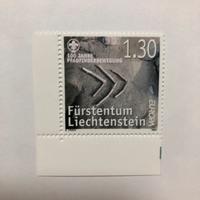 1.30
100 JAHRE
PFADFINDERBEWEGUNG
EUROPA
Fürstentum
Liechtenstein